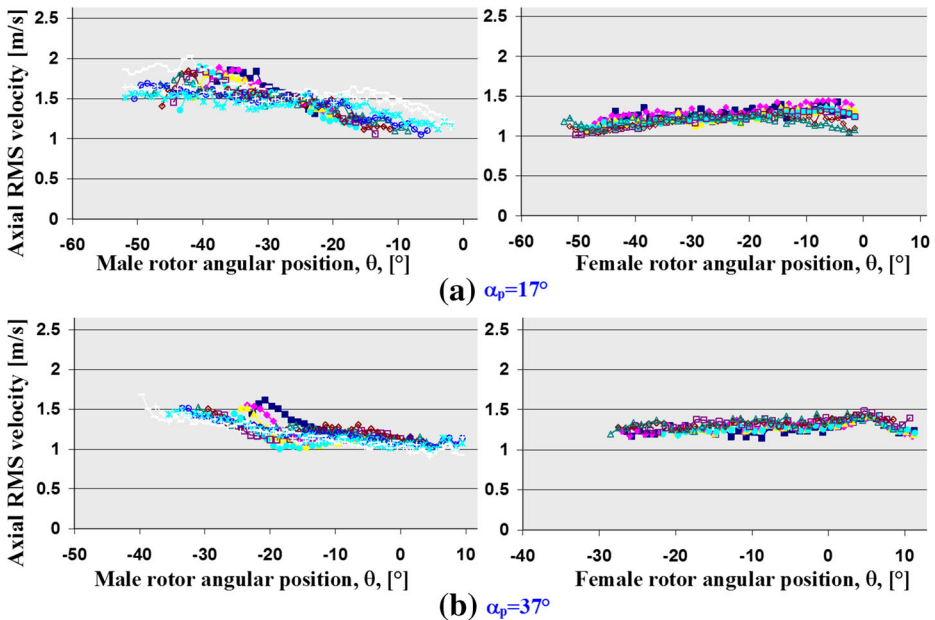 Axial RMS velocity [m/s]
2.5
2
1.5
1
0.5
0
-60 -50 -40 -30 -20 -10 0
Male rotor angular position, θ, [°]
2.5
2
1.5
1
0.5
0
-60 -50 -40 -30 -20 -10 0 10
Female rotor angular position, θ, [°]
(a) αp=17°
Axial RMS velocity [m/s]
2.5
2
1.5
1
0.5
0
-50 -40 -30 -20 -10 0 10
Male rotor angular position, θ, [°]
2.5
2
1.5
1
0.5
0
-40 -30 -20 -10 0 10
Female rotor angular position, θ, [°]
(b) αp=37°